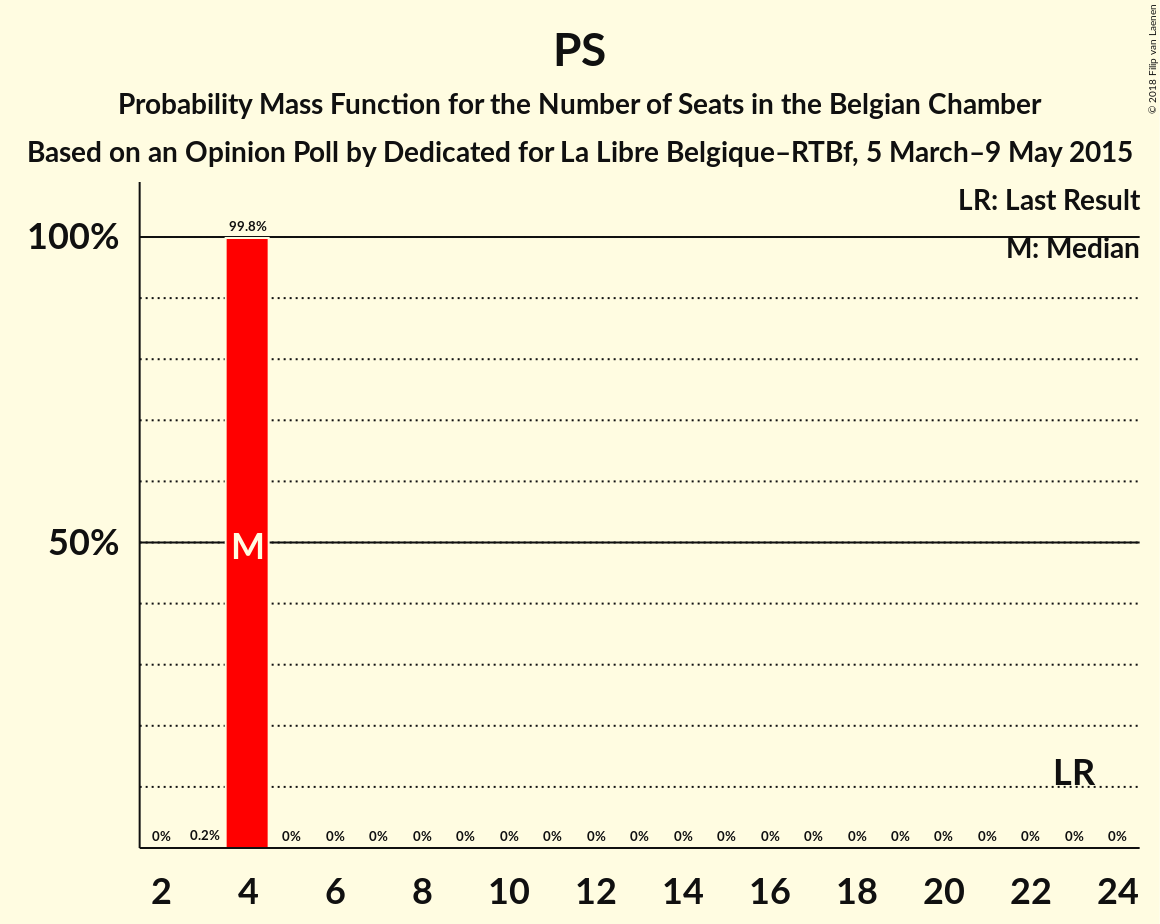 PS
Probability Mass Function for the Number of Seats in the Belgian Chamber
Based on an Opinion Poll by Dedicated for La Libre Belgique–RTBf, 5 March–9 May 2015
© 2018 Filip van Laenen
LR: Last Result
M: Median
100%
50%
99.8%
M
LR
0% 0.2% 0% 0% 0% 0% 0% 0% 0% 0% 0% 0% 0% 0% 0% 0% 0% 0% 0% 0% 0% 0%
2 4 6 8 10 12 14 16 18 20 22 24